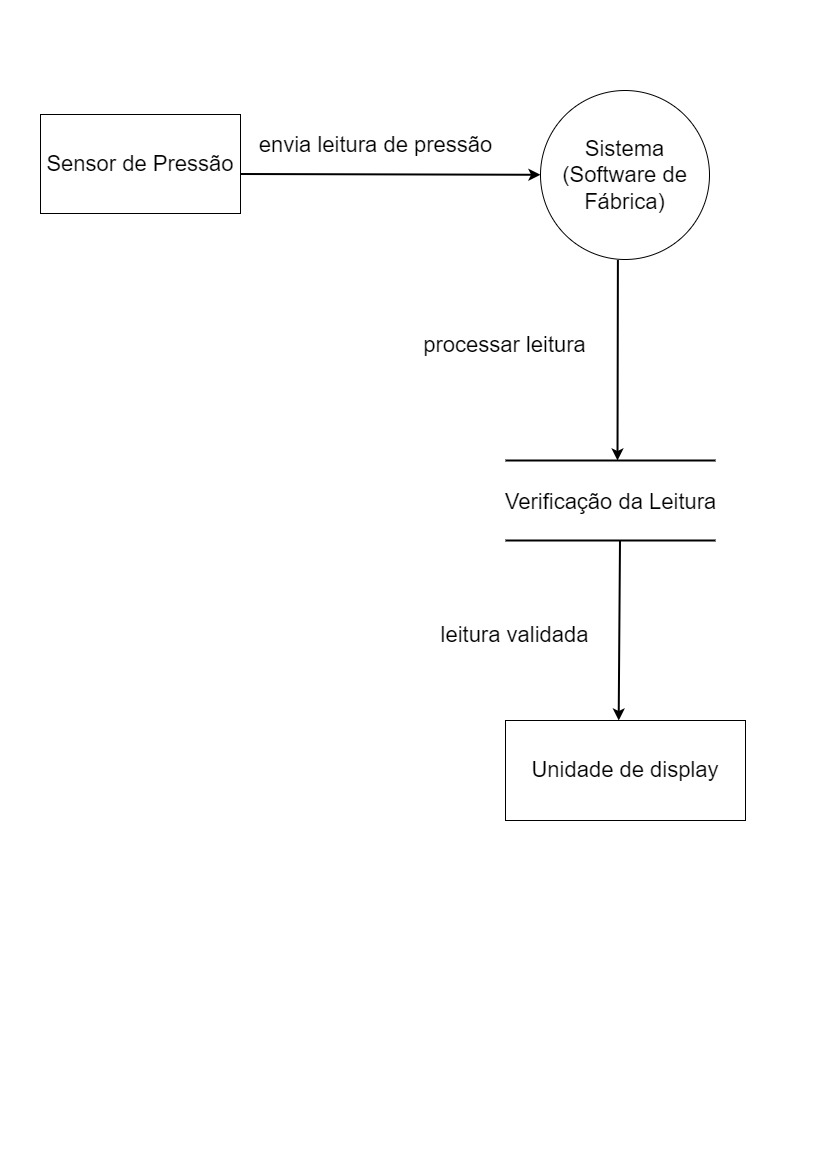 Sensor de Pressão
envia leitura de pressão
Sistema
(Software de
Fábrica)
processar leitura
Verificação da Leitura
leitura validada
Unidade de display